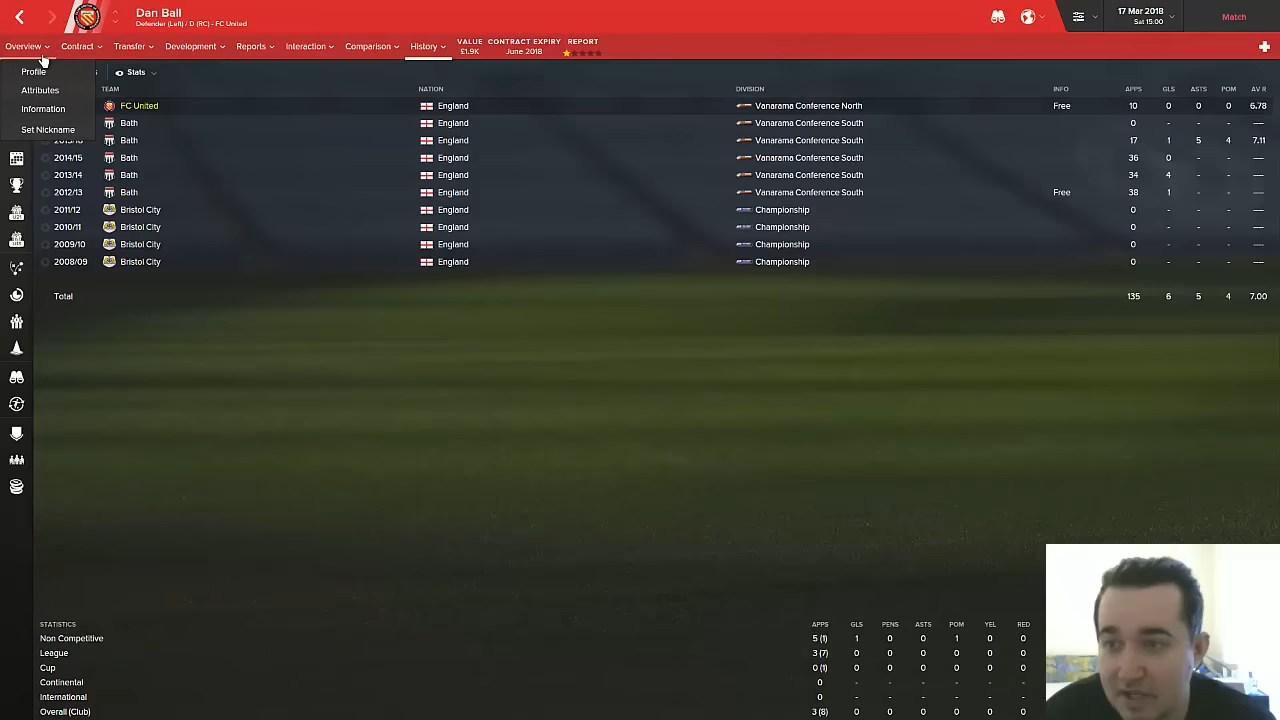 Dan Ball
Defender (Left) / D (RC) - FC United
17 Mar 2018
Sat 15:00
Match
Overview
Contract
Transfer
Development
Reports
Interaction
Comparison
History
VALUE CONTRACT EXPIRY REPORT
£1.9K June 2018
Profile
Attributes
Information
Set Nickname
Stats
TEAM NATION DIVISION INFO APPS GLS ASTS POM AV R
FC United England Vanarama Conference North Free 10 0 0 0 6.78
Bath England Vanarama Conference South 0 - - - ---
Bath England Vanarama Conference South 17 1 5 4 7.11
2014/15 Bath England Vanarama Conference South 36 0 - - ---
2013/14 Bath England Vanarama Conference South 34 4 - - ---
2012/13 Bath England Vanarama Conference South Free 38 1 - - ---
2011/12 Bristol City England Championship 0 - - - ---
2010/11 Bristol City England Championship 0 - - - ---
2009/10 Bristol City England Championship 0 - - - ---
2008/09 Bristol City England Championship 0 - - - ---
Total 135 6 5 4 7.00
STATISTICS APPS GLS PENS ASTS POM YEL RED
Non Competitive 5 (1) 1 0 0 1 0 0
League 3 (7) 0 0 0 0 0 0
Cup 0 (1) 0 0 0 0 0 0
Continental 0 - - - - - -
International 0 - - - - - -
Overall (Club) 3 (8) 0 0 0 0 0 0